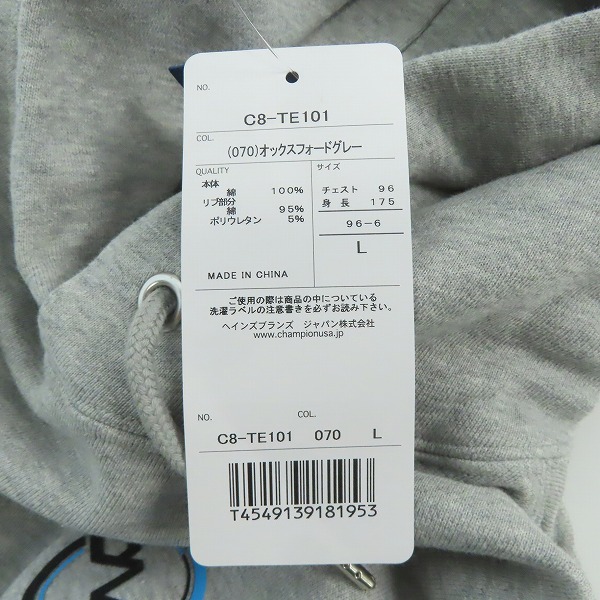 NO.
C8-TE101
COL.
(070)オックスフォードグレー
QUALITY
本体
綿 100%
リブ部分
綿 95%
ポリウレタン 5%
MADE IN CHINA
サイズ
チェスト 96
身長 175
96-6
L
ご使用の際は商品の中についている
洗濯ラベルの注意書きを必ずお読み下さい。
ヘインズブランズ ジャパン株式会社
www.championusa.jp
NO. COL.
C8-TE101 070 L
T4549139181953